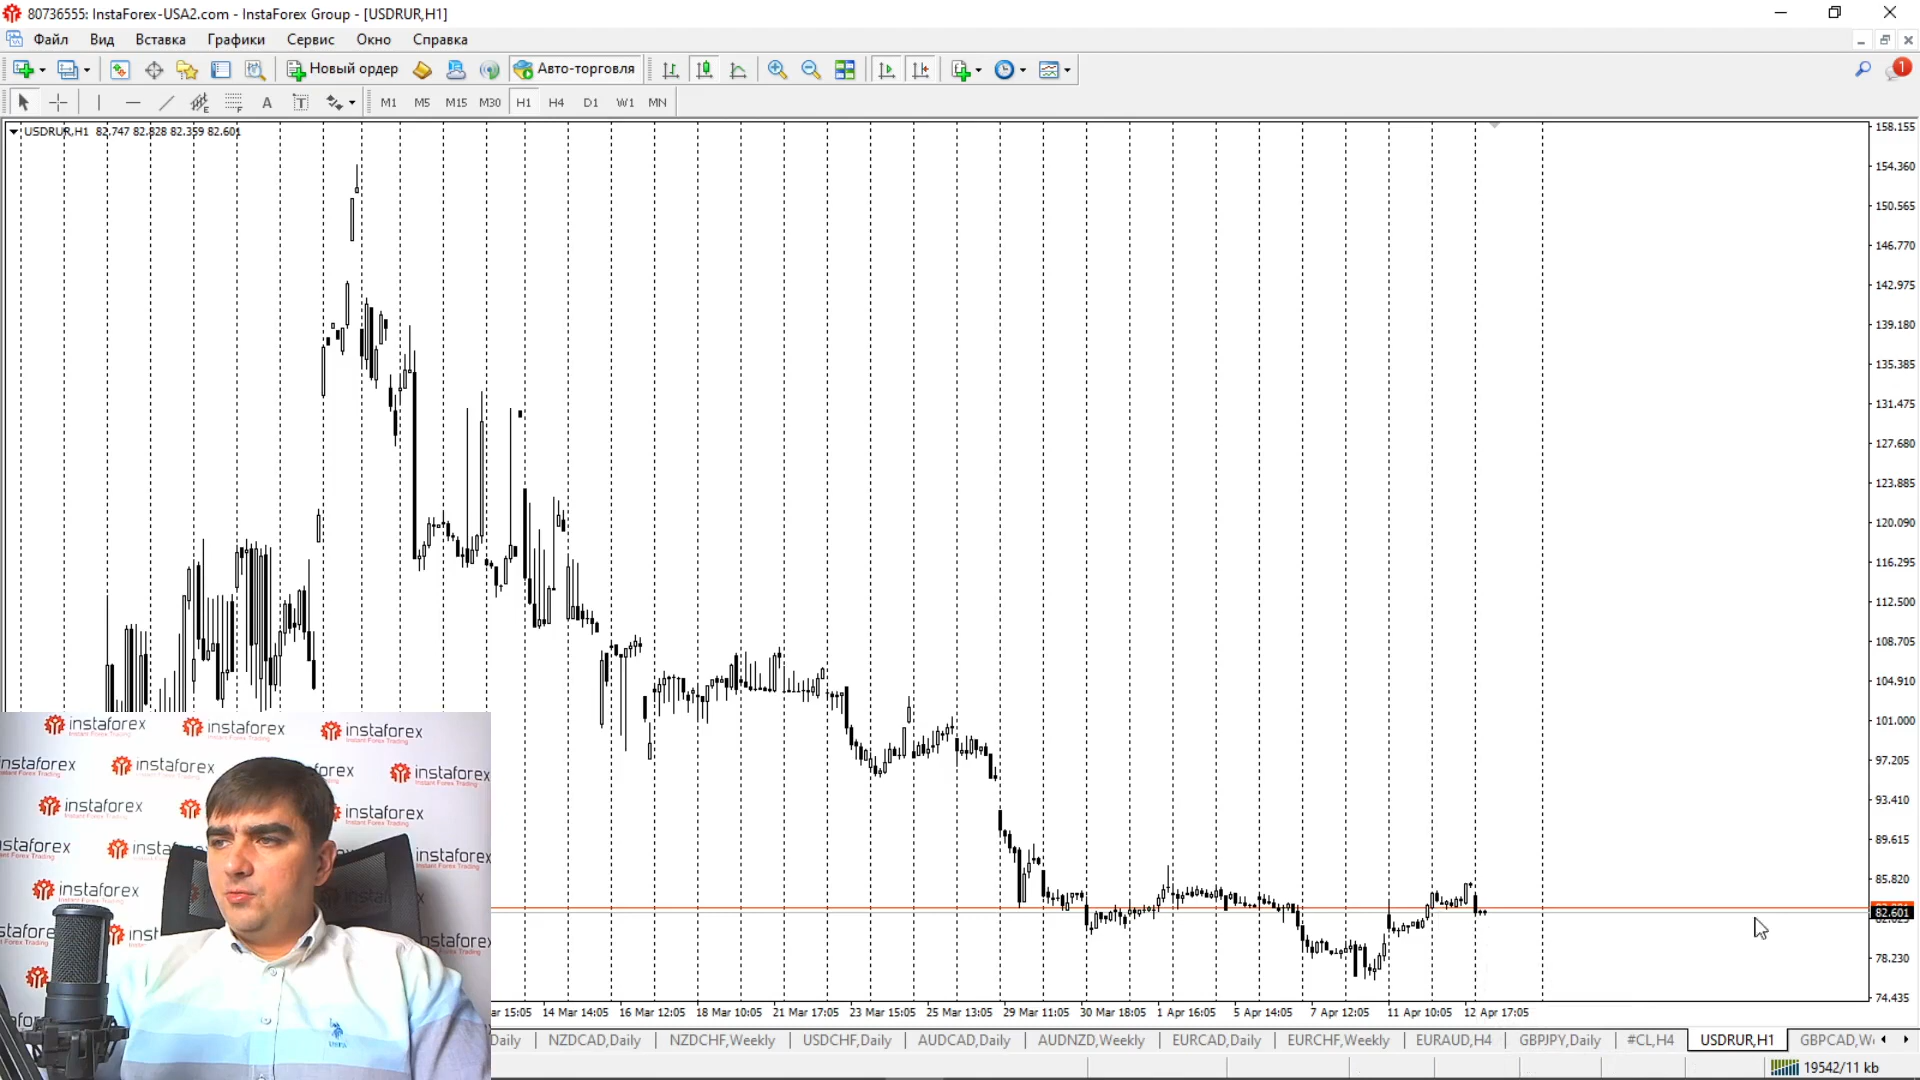 80736555: InstaForex-USA2.com - InstaForex Group - [USDRUR,H1]
Файл Вид Вставка Графики Сервис Окно Справка
Новый ордер Авто-торговля 1
A T M1 M5 M15 M30 H1 H4 D1 W1 MN
USDRUR,H1 82.747 82.828 82.359 82.601
158.155
154.360
150.565
146.770
142.975
139.180
135.385
131.475
127.680
123.885
120.090
116.295
112.500
108.705
104.910
101.000
97.205
93.410
89.615
85.820
82.601
78.230
74.435
instaforex instaforex instaforex
Instant Forex Trading
instaforex instaforex instaforex
instaforex instaforex
instaforex
instaforex
ar 15:05 14 Mar 14:05 16 Mar 12:05 18 Mar 10:05 21 Mar 17:05 23 Mar 15:05 25 Mar 13:05 29 Mar 11:05 30 Mar 18:05 1 Apr 16:05 5 Apr 14:05 7 Apr 12:05 11 Apr 10:05 12 Apr 17:05
Daily NZDCAD,Daily NZDCHF,Weekly USDCHF,Daily AUDCAD,Daily AUDNZD,Weekly EURCAD,Daily EURCHF,Weekly EURAUD,H4 GBPJPY,Daily #CL,H4 USDRUR,H1 GBPCAD,W
19542/11 kb